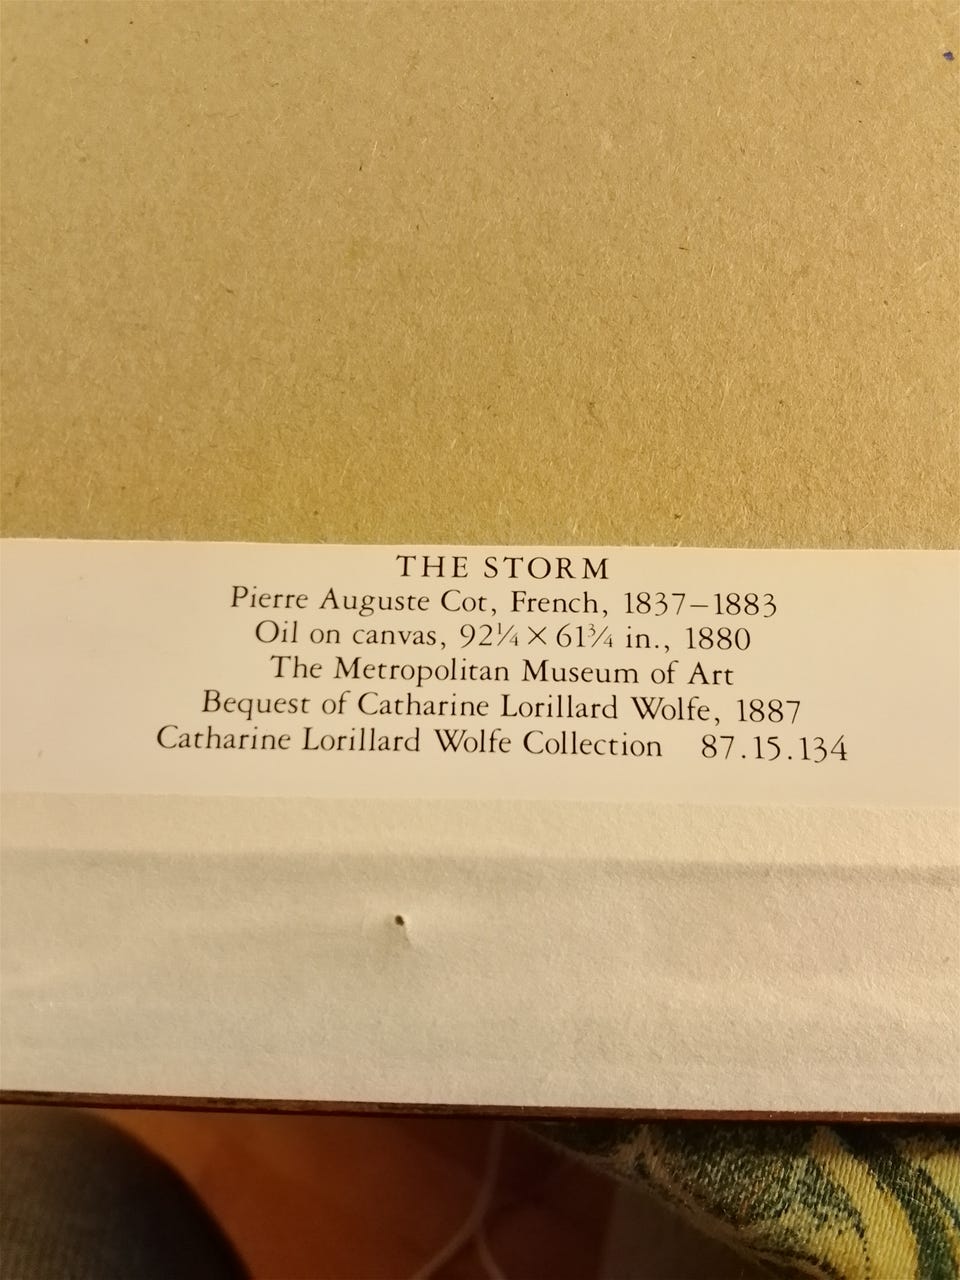 THE STORM
Pierre Auguste Cot, French, 1837–1883
Oil on canvas, 92¼ × 61¾ in., 1880
The Metropolitan Museum of Art
Bequest of Catharine Lorillard Wolfe, 1887
Catharine Lorillard Wolfe Collection 87.15.134